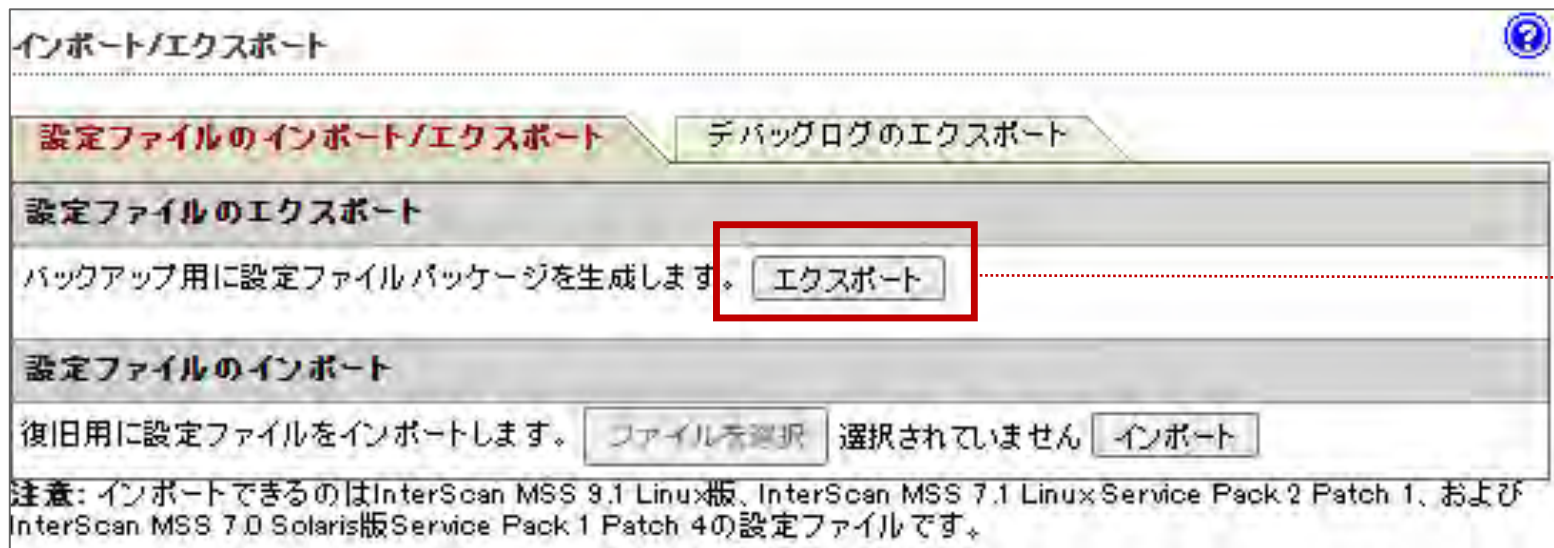 インポート/エクスポート
?
設定ファイルのインポート/エクスポート
デバッグログのエクスポート
設定ファイルのエクスポート
バックアップ用に設定ファイルパッケージを生成します。 エクスポート
設定ファイルのインポート
復旧用に設定ファイルをインポートします。 ファイルを選択 選択されていません インポート
注意: インポートできるのはInterScan MSS 9.1 Linux版、InterScan MSS 7.1 Linux Service Pack 2 Patch 1、および
InterScan MSS 7.0 Solaris版Service Pack 1 Patch 4の設定ファイルです。